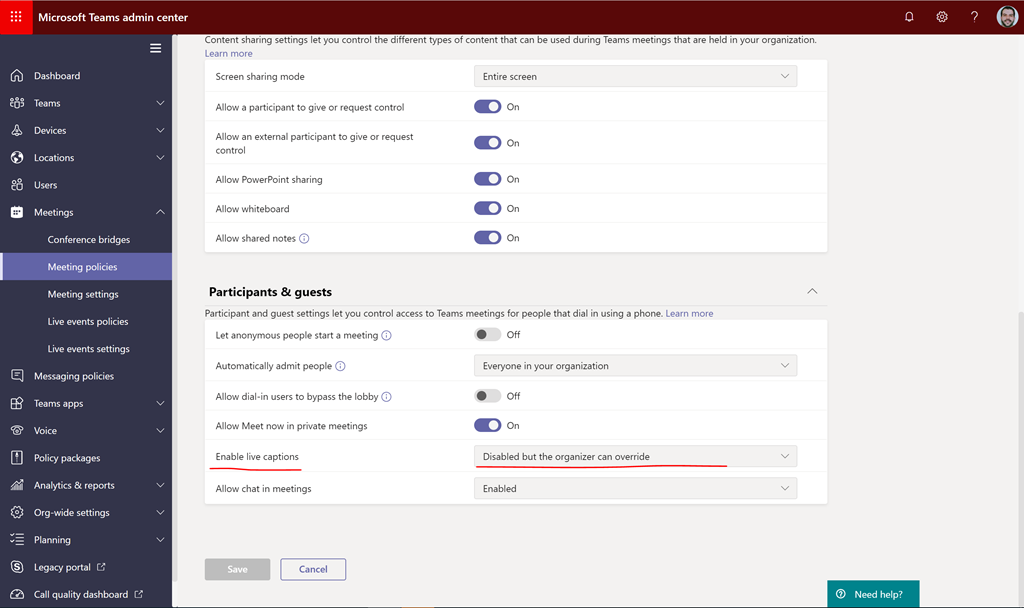 Microsoft Teams admin center
?
Dashboard
Teams
Devices
Locations
Users
Meetings
Conference bridges
Meeting policies
Meeting settings
Live events policies
Live events settings
Messaging policies
Teams apps
Voice
Policy packages
Analytics & reports
Org-wide settings
Planning
Legacy portal
Call quality dashboard
Content sharing settings let you control the different types of content that can be used during Teams meetings that are held in your organization.
Learn more
Screen sharing mode Entire screen
Allow a participant to give or request control On
Allow an external participant to give or request
control On
Allow PowerPoint sharing On
Allow whiteboard On
Allow shared notes On
Participants & guests
Participant and guest settings let you control access to Teams meetings for people that dial in using a phone. Learn more
Let anonymous people start a meeting Off
Automatically admit people Everyone in your organization
Allow dial-in users to bypass the lobby Off
Allow Meet now in private meetings On
Enable live captions Disabled but the organizer can override
Allow chat in meetings Enabled
Save Cancel
Need help?